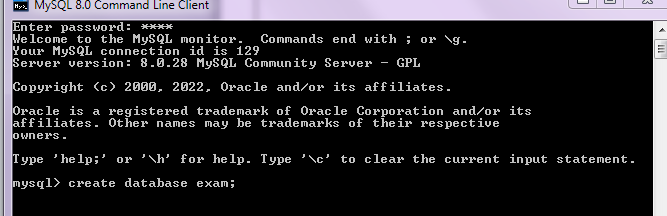 MySQL 8.0 Command Line Client
Enter password: ****
Welcome to the MySQL monitor.  Commands end with ; or \g.
Your MySQL connection id is 129
Server version: 8.0.28 MySQL Community Server - GPL
Copyright (c) 2000, 2022, Oracle and/or its affiliates.
Oracle is a registered trademark of Oracle Corporation and/or its
affiliates. Other names may be trademarks of their respective
owners.
Type 'help;' or '\h' for help. Type '\c' to clear the current input statement.
mysql> create database exam;